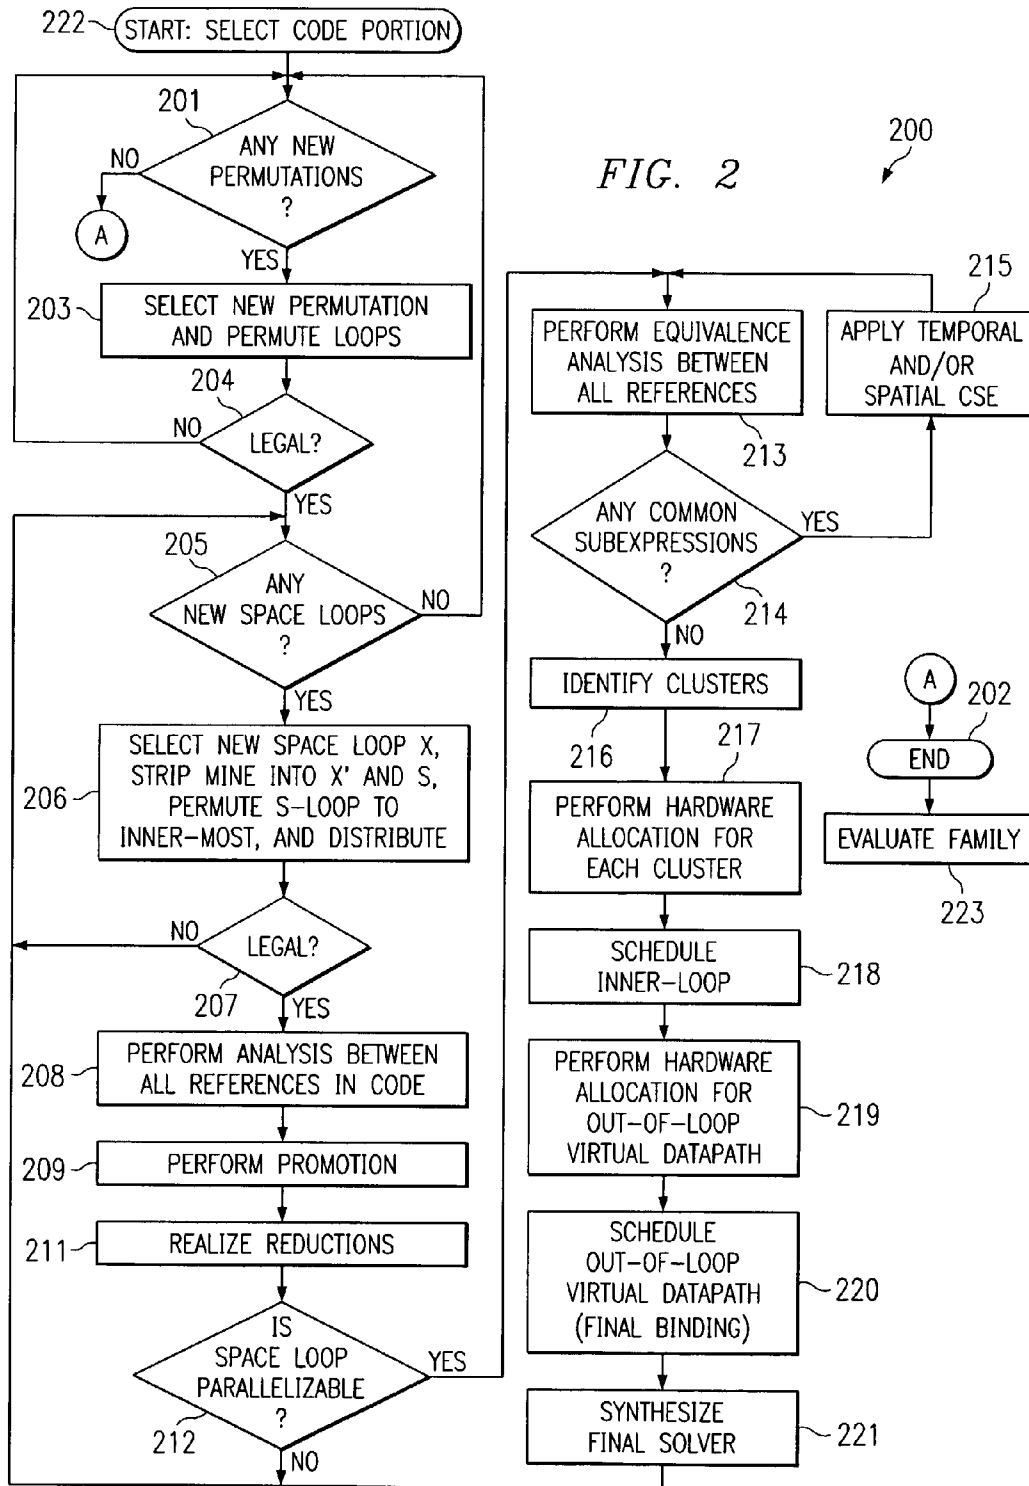 222
START: SELECT CODE PORTION
201
ANY NEW
PERMUTATIONS
?
NO
A
YES
203
SELECT NEW PERMUTATION
AND PERMUTE LOOPS
204
NO
LEGAL?
YES
205
ANY
NEW SPACE LOOPS
?
NO
YES
206
SELECT NEW SPACE LOOP X,
STRIP MINE INTO X' AND S,
PERMUTE S-LOOP TO
INNER-MOST, AND DISTRIBUTE
NO
LEGAL?
207
YES
208
PERFORM ANALYSIS BETWEEN
ALL REFERENCES IN CODE
209
PERFORM PROMOTION
211
REALIZE REDUCTIONS
IS
SPACE LOOP
PARALLELIZABLE
?
YES
212
NO
FIG. 2
200
PERFORM EQUIVALENCE
ANALYSIS BETWEEN
ALL REFERENCES
213
215
APPLY TEMPORAL
AND/OR
SPATIAL CSE
ANY COMMON
SUBEXPRESSIONS
?
YES
214
NO
IDENTIFY CLUSTERS
216
217
PERFORM HARDWARE
ALLOCATION FOR
EACH CLUSTER
SCHEDULE
INNER-LOOP
218
PERFORM HARDWARE
ALLOCATION FOR
OUT-OF-LOOP
VIRTUAL DATAPATH
219
SCHEDULE
OUT-OF-LOOP
VIRTUAL DATAPATH
(FINAL BINDING)
220
SYNTHESIZE
FINAL SOLVER
221
A
202
END
EVALUATE FAMILY
223